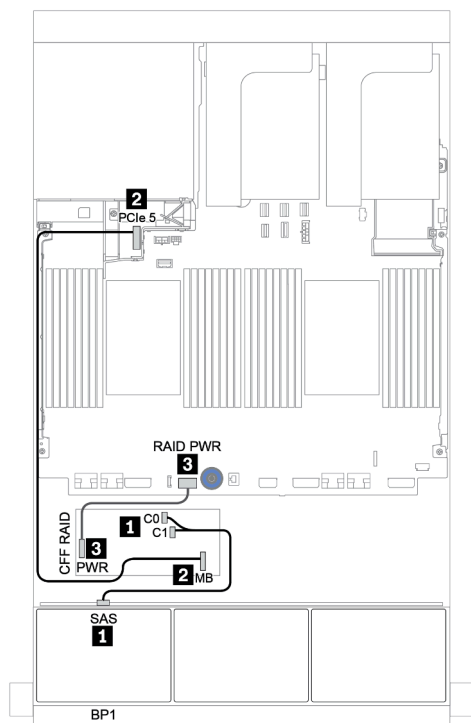 2
PCIe 5
RAID PWR
3
1
C0
C1
CFF RAID
3
PWR
2
MB
SAS
1
BP1